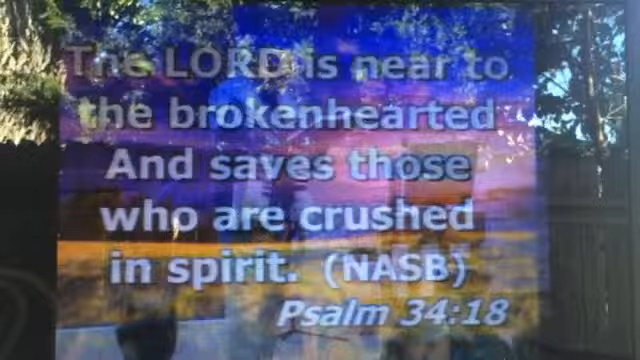 The LORD is near to
the brokenhearted
And saves those
who are crushed
in spirit. (NASB)
Psalm 34:18